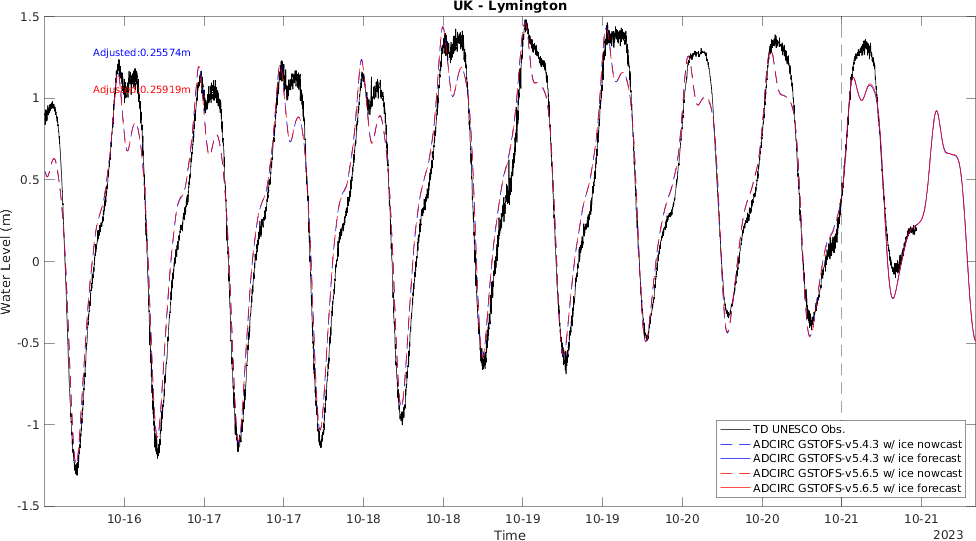 UK - Lymington
Adjusted:0.25574m
Adjusted:0.25919m
1.5
1
0.5
0
-0.5
-1
-1.5
Water Level (m)
TD UNESCO Obs.
ADCIRC GSTOFS-v5.4.3 w/ ice nowcast
ADCIRC GSTOFS-v5.4.3 w/ ice forecast
ADCIRC GSTOFS-v5.6.5 w/ ice nowcast
ADCIRC GSTOFS-v5.6.5 w/ ice forecast
10-16 10-17 10-17 10-18 10-18 10-19 10-19 10-20 10-20 10-21 10-21
Time
2023